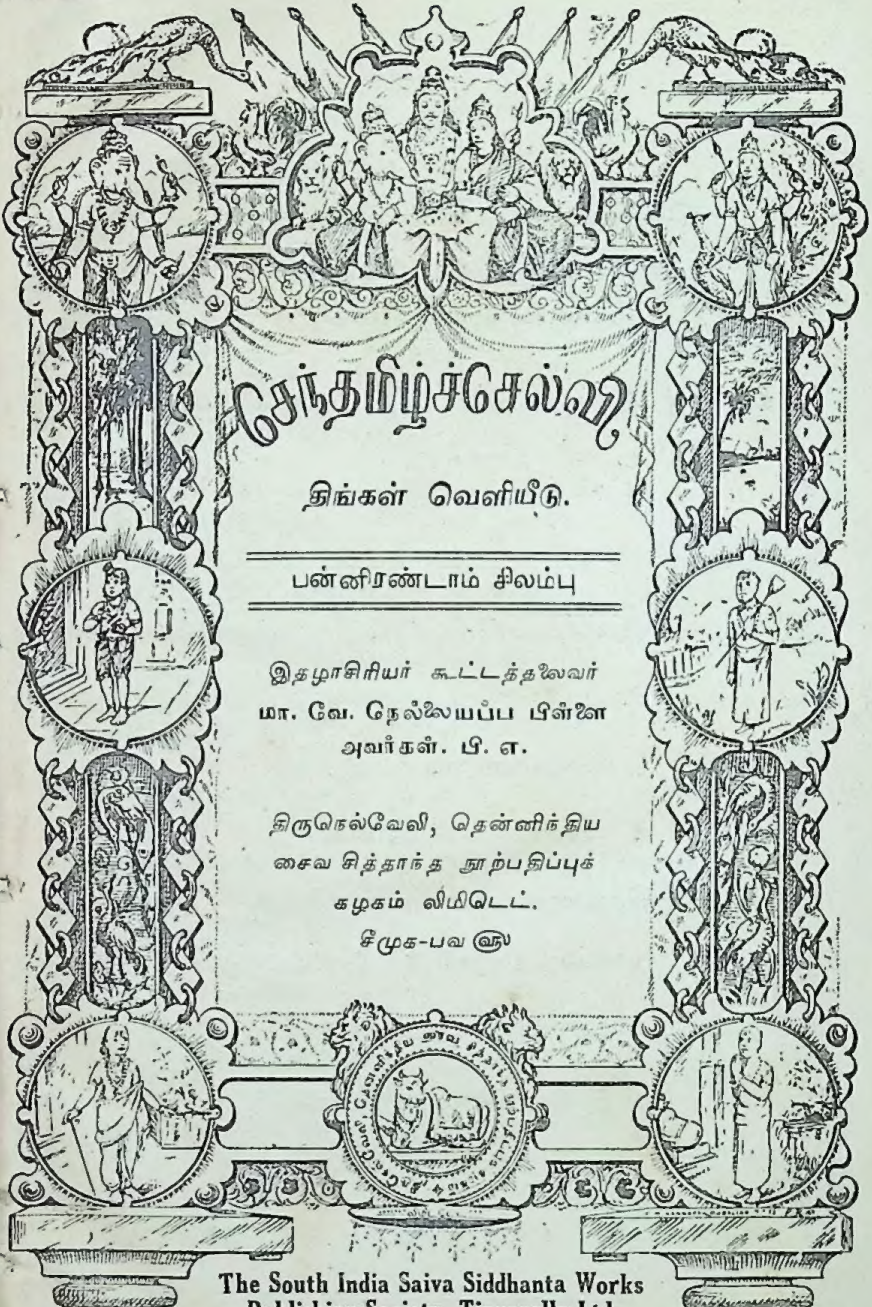 செந்தமிழ்ச்செல்வி
திங்கள் வெளியீடு.
பன்னிரண்டாம் சிலம்பு
இதழாசிரியர் கூட்டத்தலைவர்
மா. வே. நெல்லையப்ப பிள்ளை
அவர்கள். பி. எ.
திருநெல்வேலி, தென்னிந்திய
சைவ சித்தாந்த நூற்பதிப்புக்
கழகம் லிமிடெட்.
சீமுக-பவ ௵
The South India Saiva Siddhanta Works